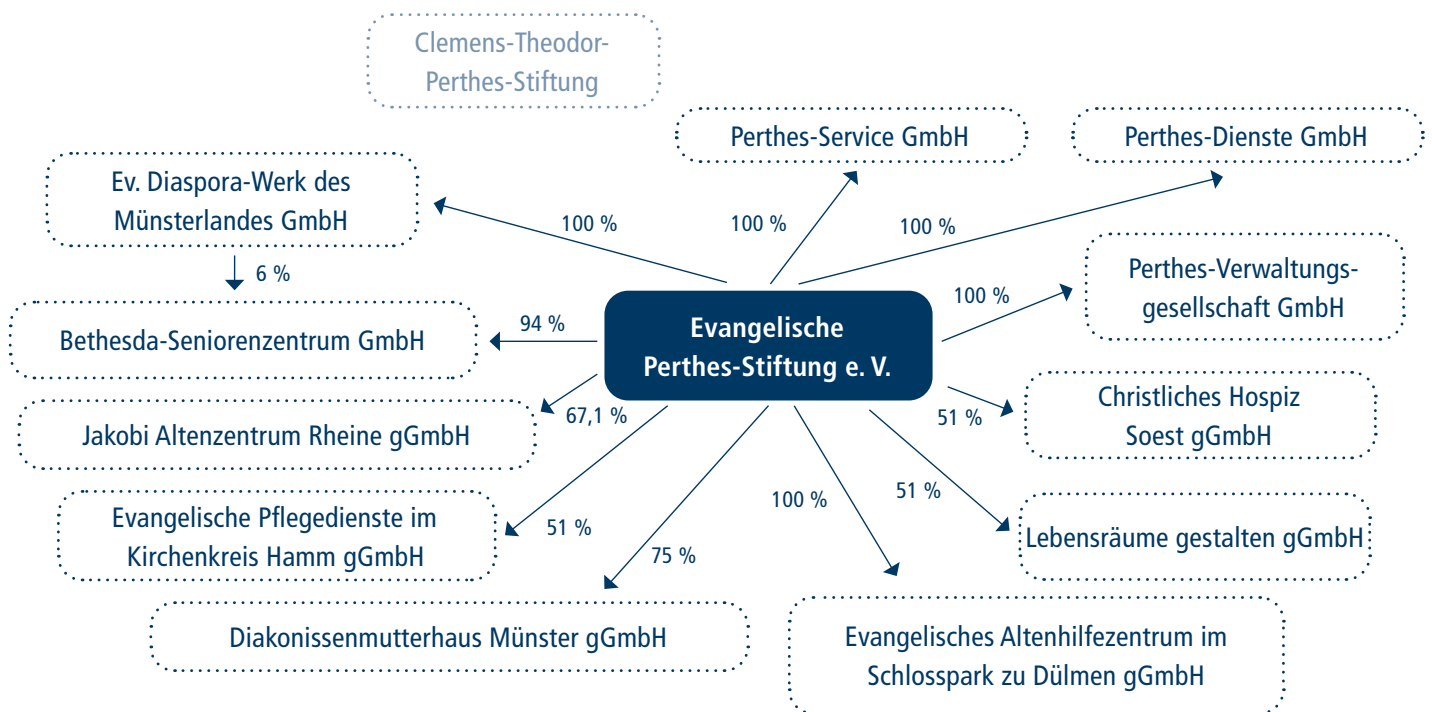 Clemens-Theodor-
Perthes-Stiftung
Perthes-Service GmbH
Perthes-Dienste GmbH
Ev. Diaspora-Werk des
Münsterlandes GmbH
100 %
100 %
100 %
6 %
Perthes-Verwaltungs-
gesellschaft GmbH
100 %
Bethesda-Seniorenzentrum GmbH
94 %
Evangelische
Perthes-Stiftung e. V.
Christliches Hospiz
Soest gGmbH
51 %
Jakobi Altenzentrum Rheine gGmbH
67,1 %
Evangelische Pflegedienste im
Kirchenkreis Hamm gGmbH
51 %
75 %
100 %
51 %
Lebensräume gestalten gGmbH
Diakonissenmutterhaus Münster gGmbH
Evangelisches Altenhilfezentrum im
Schlosspark zu Dülmen gGmbH